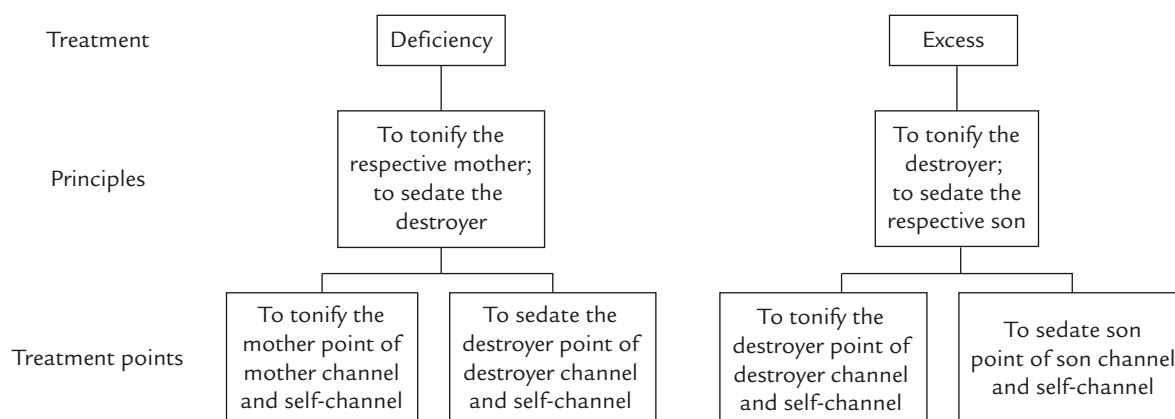 Treatment
Deficiency
Excess
Principles
To tonify the
respective mother;
to sedate the
destroyer
To tonify the
destroyer;
to sedate the
respective son
Treatment points
To tonify the
mother point of
mother channel
and self-channel
To sedate the
destroyer point of
destroyer channel
and self-channel
To tonify the
destroyer point of
destroyer channel
and self-channel
To sedate son
point of son channel
and self-channel